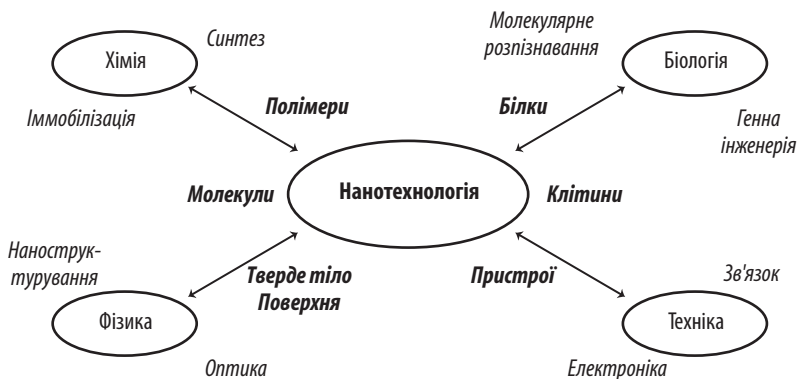 Молекулярне
розпізнавання
Синтез
Хімія
Біологія
Іммобілізація
Полімери
Білки
Генна
інженерія
Молекули
Нанотехнологія
Клітини
Нанострук-
турування
Тверде тіло
Поверхня
Пристрої
Зв'язок
Фізика
Техніка
Оптика
Електроніка